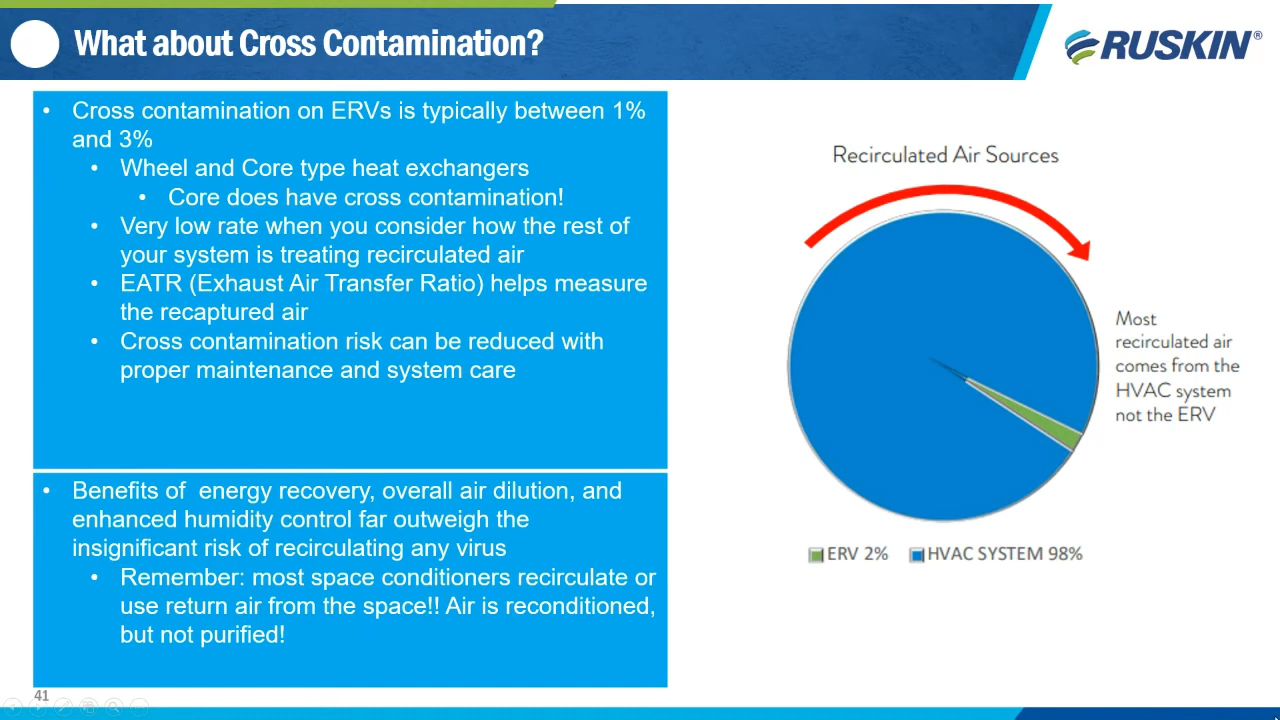 What about Cross Contamination?
RUSKIN®
• Cross contamination on ERVs is typically between 1%
and 3%
• Wheel and Core type heat exchangers
• Core does have cross contamination!
• Very low rate when you consider how the rest of
your system is treating recirculated air
• EATR (Exhaust Air Transfer Ratio) helps measure
the recaptured air
• Cross contamination risk can be reduced with
proper maintenance and system care
• Benefits of  energy recovery, overall air dilution, and
enhanced humidity control far outweigh the
insignificant risk of recirculating any virus
• Remember: most space conditioners recirculate or
use return air from the space!! Air is reconditioned,
but not purified!
Recirculated Air Sources
Most
recirculated air
comes from the
HVAC system
not the ERV
ERV 2% HVAC SYSTEM 98%
41